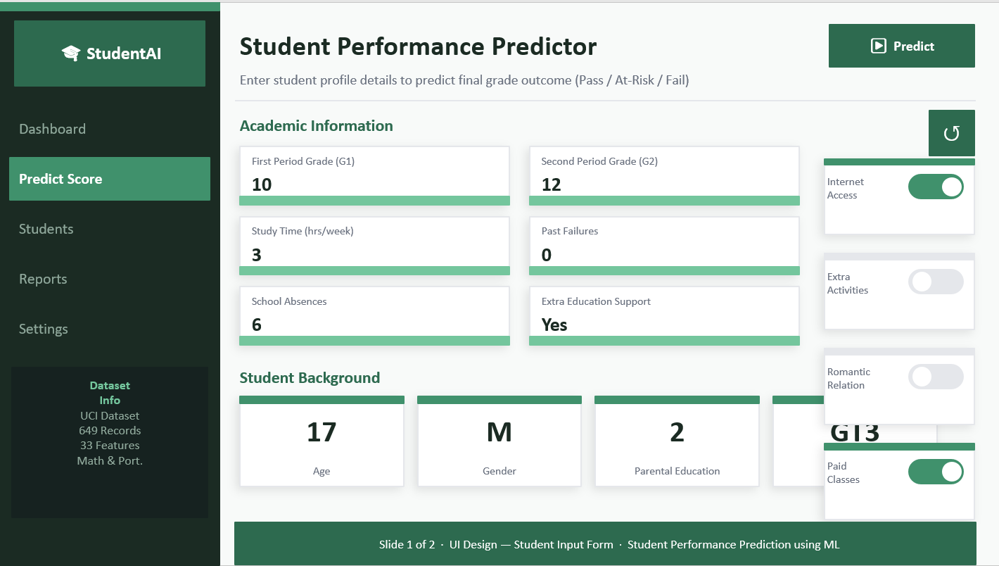 StudentAI
Dashboard
Predict Score
Students
Reports
Settings
Dataset
Info
UCI Dataset
649 Records
33 Features
Math & Port.
Student Performance Predictor
Predict
Enter student profile details to predict final grade outcome (Pass / At-Risk / Fail)
Academic Information
First Period Grade (G1)
10
Second Period Grade (G2)
12
Study Time (hrs/week)
3
Past Failures
0
School Absences
6
Extra Education Support
Yes
Internet
Access
Extra
Activities
Romantic
Relation
Paid
Classes
Student Background
17
Age
M
Gender
2
Parental Education
GT3
Slide 1 of 2 · UI Design — Student Input Form · Student Performance Prediction using ML